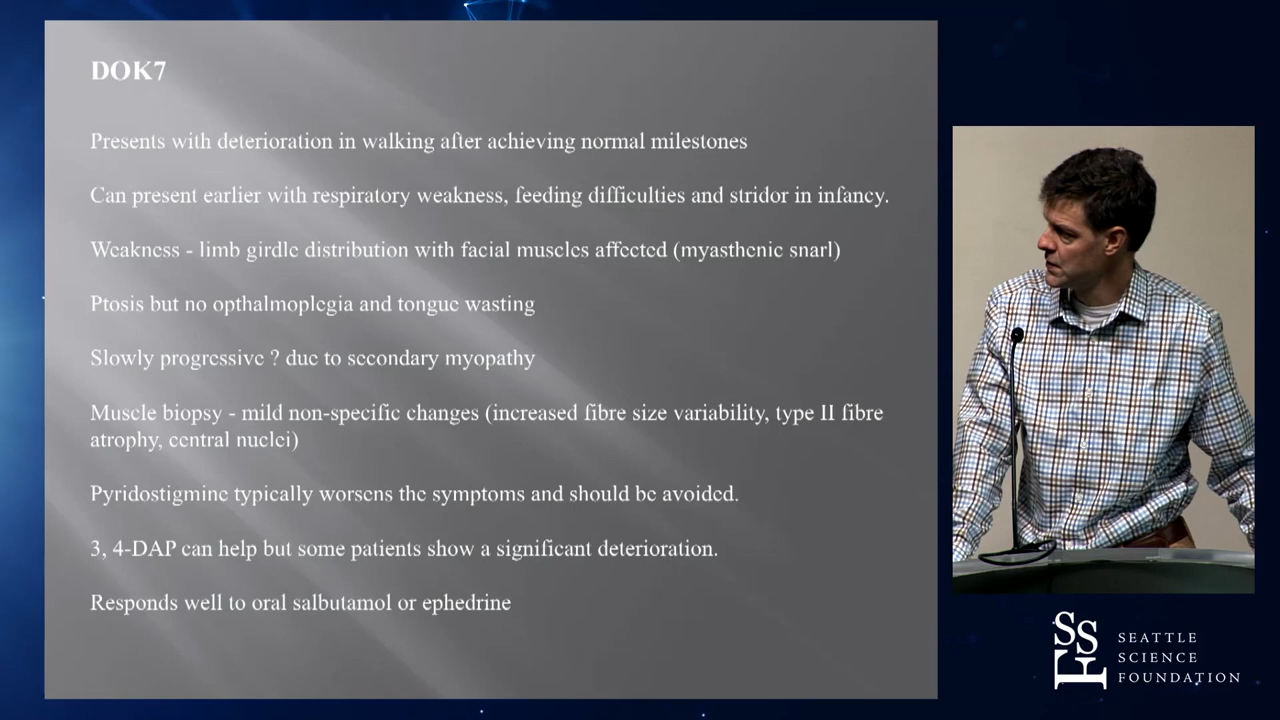 DOK7
Presents with deterioration in walking after achieving normal milestones
Can present earlier with respiratory weakness, feeding difficulties and stridor in infancy.
Weakness - limb girdle distribution with facial muscles affected (myasthenic snarl)
Ptosis but no opthalmoplegia and tongue wasting
Slowly progressive ? due to secondary myopathy
Muscle biopsy - mild non-specific changes (increased fibre size variability, type II fibre
atrophy, central nuclei)
Pyridostigmine typically worsens the symptoms and should be avoided.
3, 4-DAP can help but some patients show a significant deterioration.
Responds well to oral salbutamol or ephedrine
SSF
SEATTLE
SCIENCE
FOUNDATION